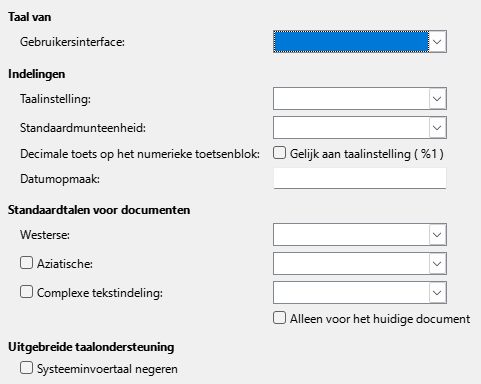 Taal van
Gebruikersinterface:
Indelingen
Taalinstelling:
Standaardmunteenheid:
Decimale toets op het numerieke toetsenblok: Gelijk aan taalinstelling ( %1 )
Datumopmaak:
Standaardtalen voor documenten
Westerse:
Aziatische:
Complexe tekstindeling:
Alleen voor het huidige document
Uitgebreide taalondersteuning
Systeeminvoertaal negeren